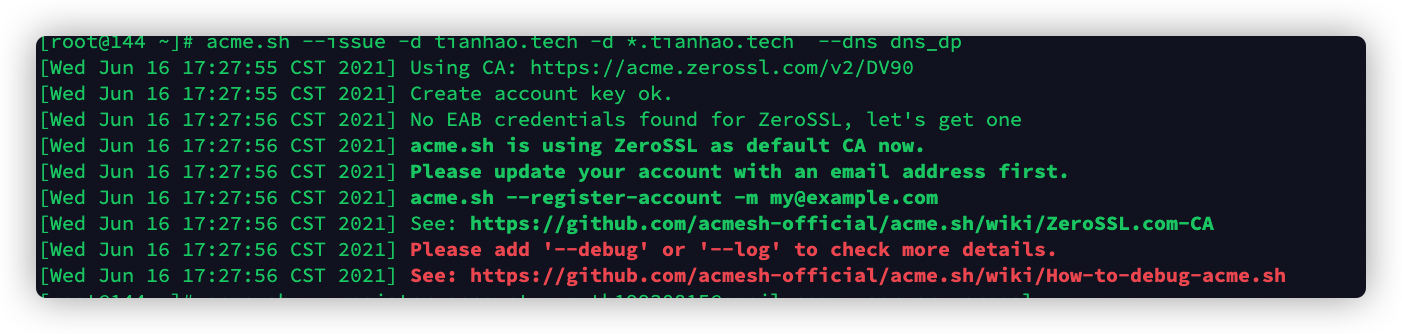 [root@144 ~]# acme.sh --issue -d tianhao.tech -d *.tianhao.tech  --dns dns_dp
[Wed Jun 16 17:27:55 CST 2021] Using CA: https://acme.zerossl.com/v2/DV90
[Wed Jun 16 17:27:55 CST 2021] Create account key ok.
[Wed Jun 16 17:27:56 CST 2021] No EAB credentials found for ZeroSSL, let's get one
[Wed Jun 16 17:27:56 CST 2021] acme.sh is using ZeroSSL as default CA now.
[Wed Jun 16 17:27:56 CST 2021] Please update your account with an email address first.
[Wed Jun 16 17:27:56 CST 2021] acme.sh --register-account -m my@example.com
[Wed Jun 16 17:27:56 CST 2021] See: https://github.com/acmesh-official/acme.sh/wiki/ZeroSSL.com-CA
[Wed Jun 16 17:27:56 CST 2021] Please add '--debug' or '--log' to check more details.
[Wed Jun 16 17:27:56 CST 2021] See: https://github.com/acmesh-official/acme.sh/wiki/How-to-debug-acme.sh
[root@144 ~]#